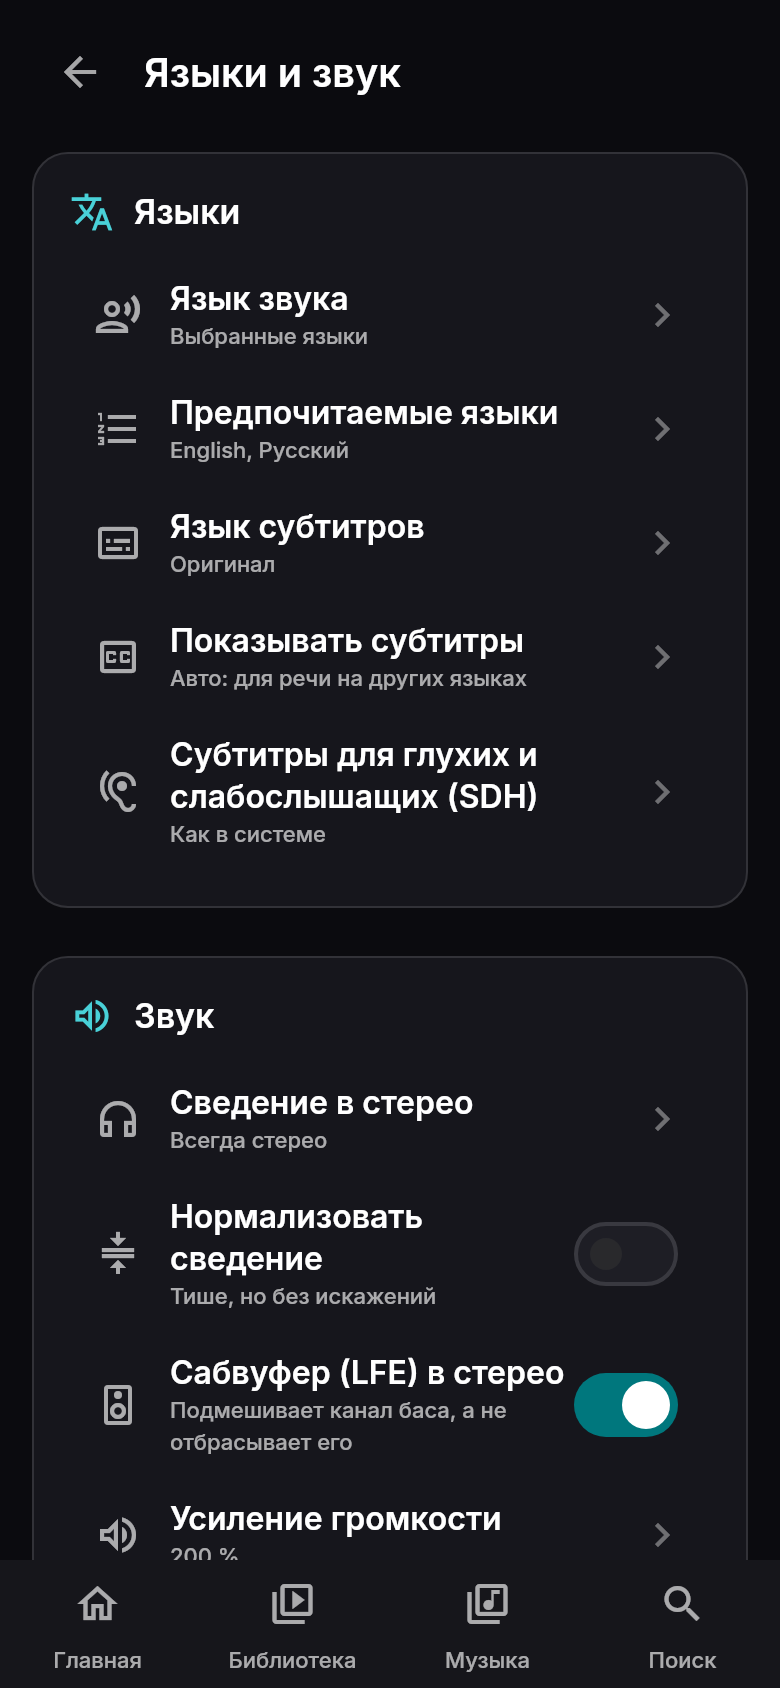 Языки и звук
Языки
Язык звука
Выбранные языки
Предпочитаемые языки
English, Русский
Язык субтитров
Оригинал
Показывать субтитры
Авто: для речи на других языках
Субтитры для глухих и
слабослышащих (SDH)
Как в системе
Звук
Сведение в стерео
Всегда стерео
Нормализовать
сведение
Тише, но без искажений
Сабвуфер (LFE) в стерео
Подмешивает канал баса, а не
отбрасывает его
Усиление громкости
200 %
Главная
Библиотека
Музыка
Поиск